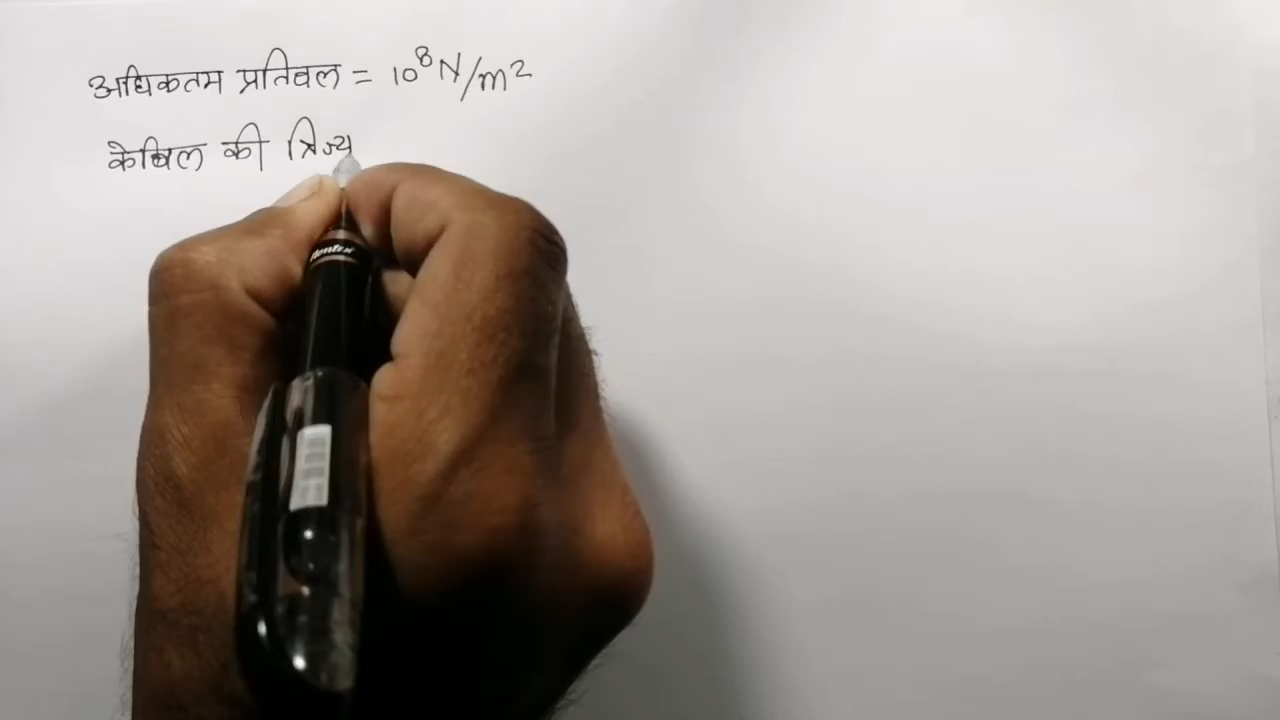 अधिकतम प्रतिबल = 10⁸ N/m²
केबिल की त्रिज्य